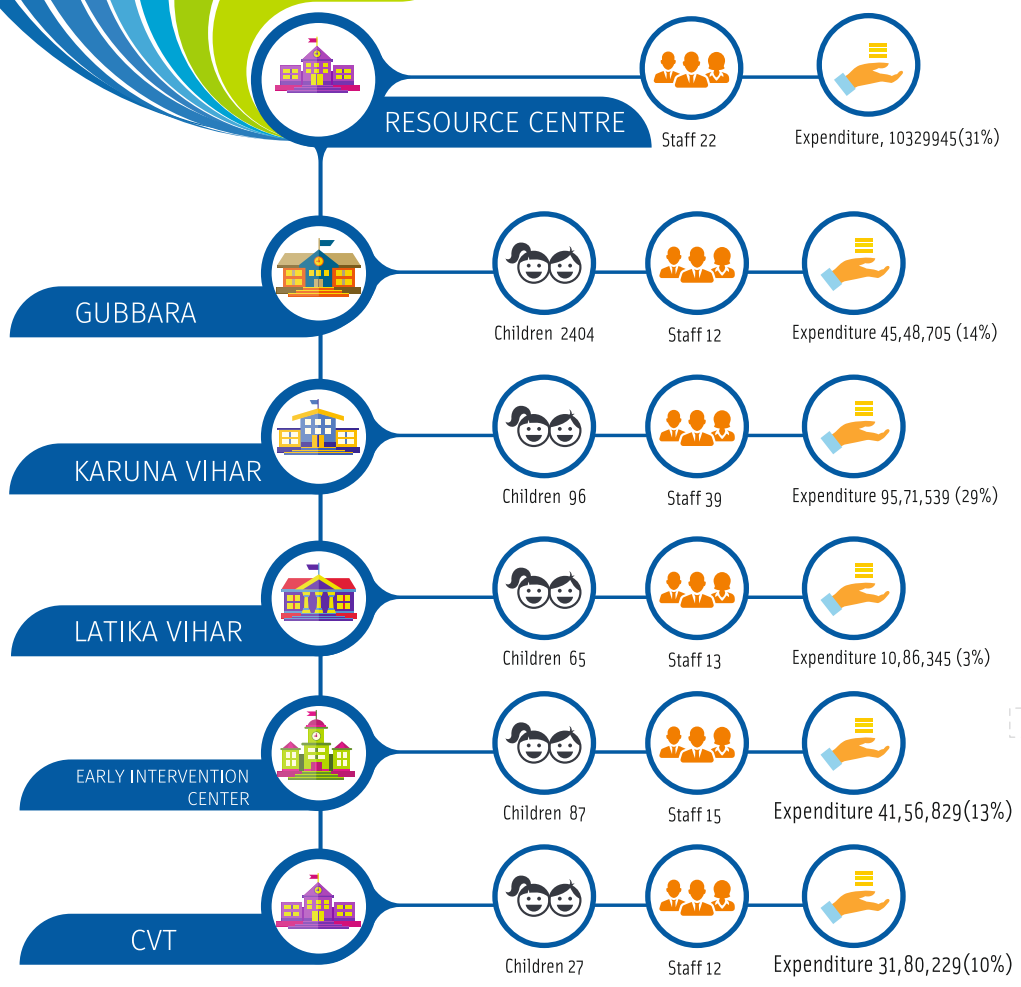 RESOURCE CENTRE
Staff 22
Expenditure, 10329945(31%)
GUBBARA
Children 2404
Staff 12
Expenditure 45,48,705 (14%)
KARUNA VIHAR
Children 96
Staff 39
Expenditure 95,71,539 (29%)
LATIKA VIHAR
Children 65
Staff 13
Expenditure 10,86,345 (3%)
EARLY INTERVENTION
CENTER
Children 87
Staff 15
Expenditure 41,56,829(13%)
CVT
Children 27
Staff 12
Expenditure 31,80,229(10%)